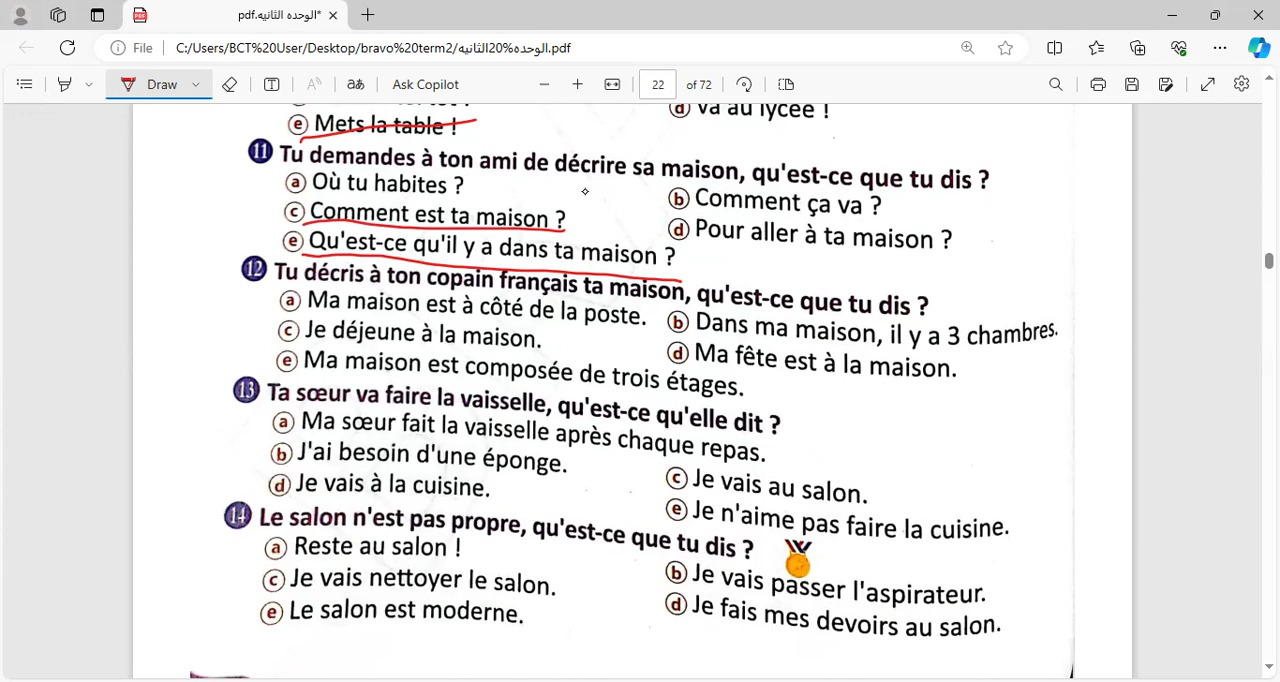 الوحده الثانيه.pdf*
File C:/Users/BCT%20User/Desktop/bravo%20term2/الوحده%20الثانيه.pdf
Draw Ask Copilot 22 of 72
d va au lycée !
e Mets la table !
11 Tu demandes à ton ami de décrire sa maison, qu'est-ce que tu dis ?
a Où tu habites ?
b Comment ça va ?
c Comment est ta maison ?
d Pour aller à ta maison ?
e Qu'est-ce qu'il y a dans ta maison ?
12 Tu décris à ton copain français ta maison, qu'est-ce que tu dis ?
a Ma maison est à côté de la poste.
b Dans ma maison, il y a 3 chambres.
c Je déjeune à la maison.
d Ma fête est à la maison.
e Ma maison est composée de trois étages.
13 Ta sœur va faire la vaisselle, qu'est-ce qu'elle dit ?
a Ma sœur fait la vaisselle après chaque repas.
b J'ai besoin d'une éponge.
c Je vais au salon.
d Je vais à la cuisine.
e Je n'aime pas faire la cuisine.
14 Le salon n'est pas propre, qu'est-ce que tu dis ?
a Reste au salon !
b Je vais passer l'aspirateur.
c Je vais nettoyer le salon.
d Je fais mes devoirs au salon.
e Le salon est moderne.